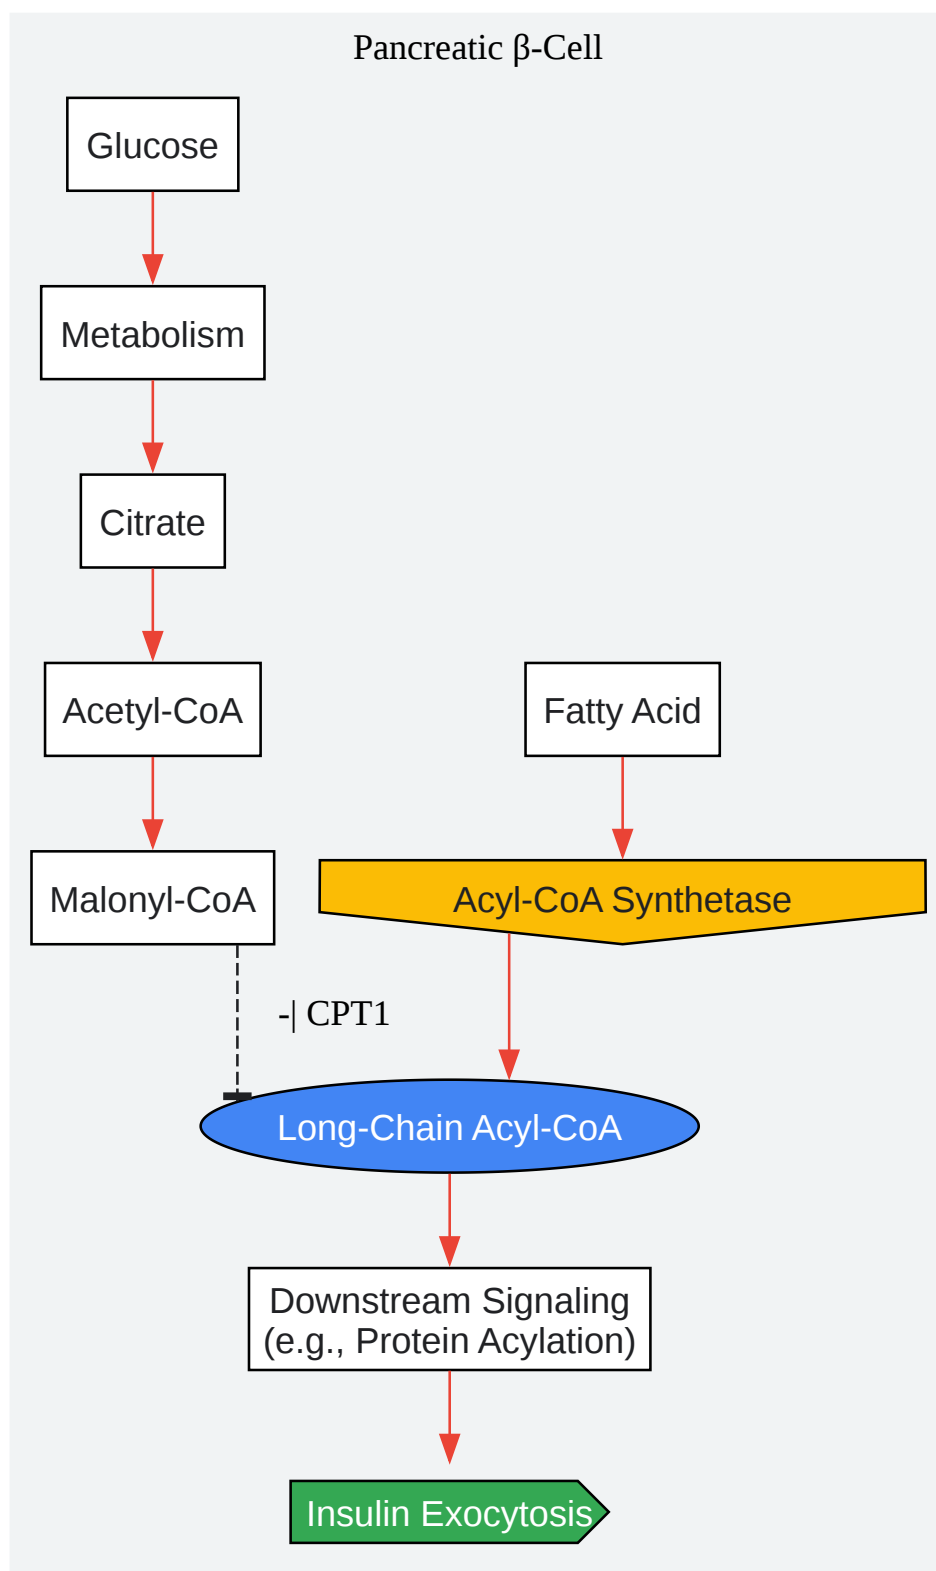 Pancreatic β-Cell
Glucose
Metabolism
Citrate
Acetyl-CoA
Fatty Acid
Malonyl-CoA
Acyl-CoA Synthetase
-| CPT1
Long-Chain Acyl-CoA
Downstream Signaling
(e.g., Protein Acylation)
Insulin Exocytosis